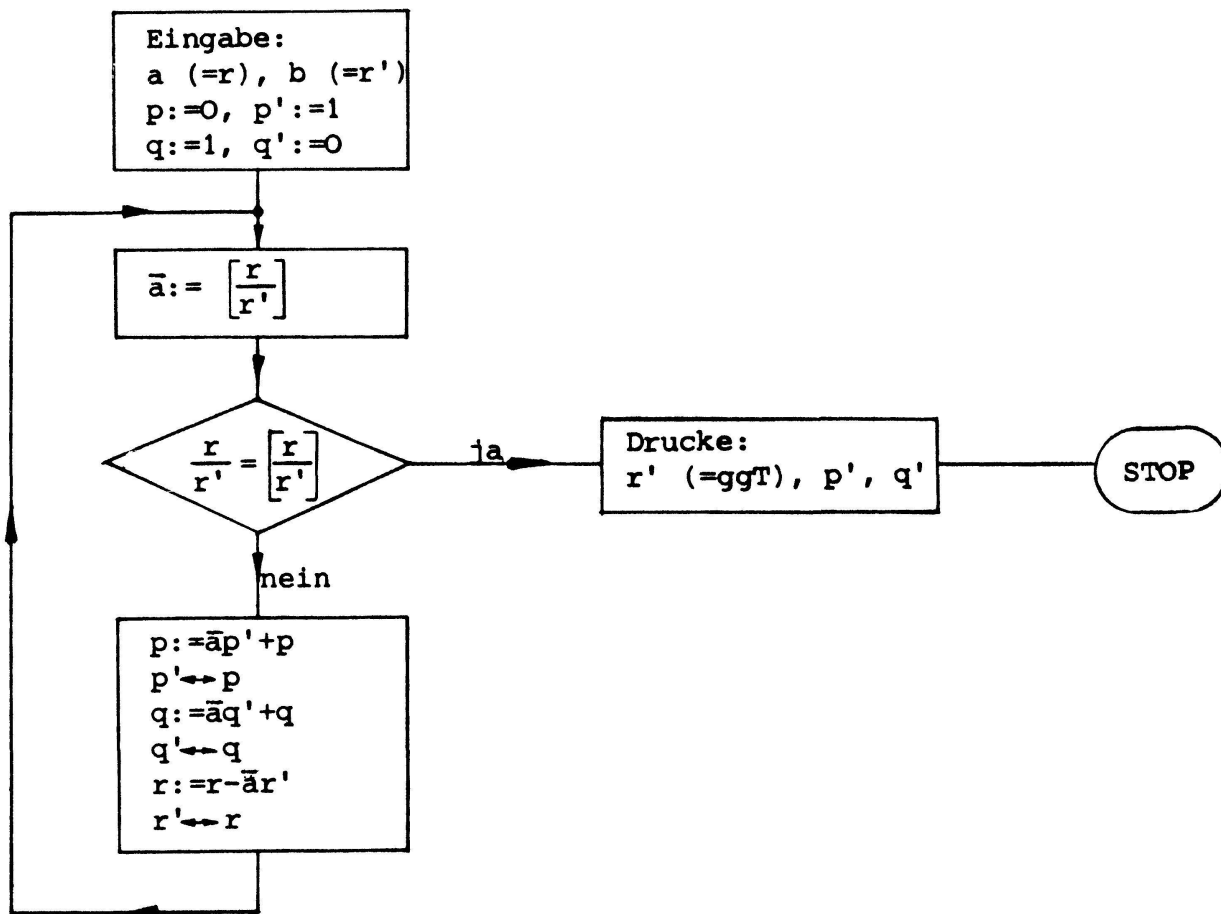 Eingabe:
a (=r), b (=r')
p:=0, p':=1
q:=1, q':=0
ā:= [r/r']
r/r' = [r/r']
ja
Drucke:
r' (=ggT), p', q'
STOP
nein
p:=āp'+p
p'↔p
q:=āq'+q
q'↔q
r:=r-ār'
r'↔r